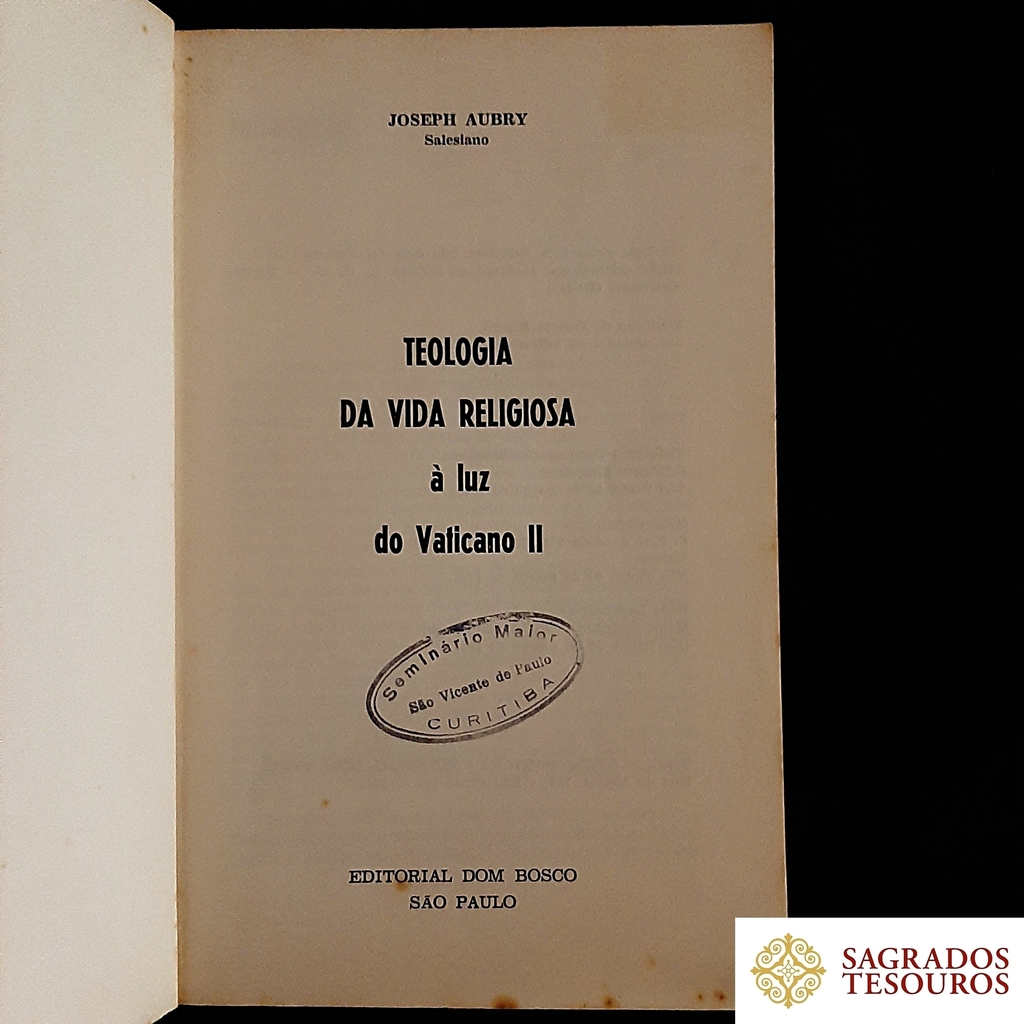 JOSEPH AUBRY
Salesiano
TEOLOGIA
DA VIDA RELIGIOSA
à luz
do Vaticano II
Seminário Maior
São Vicente de Paulo
CURITIBA
EDITORIAL DOM BOSCO
SÃO PAULO
SAGRADOS
TESOUROS